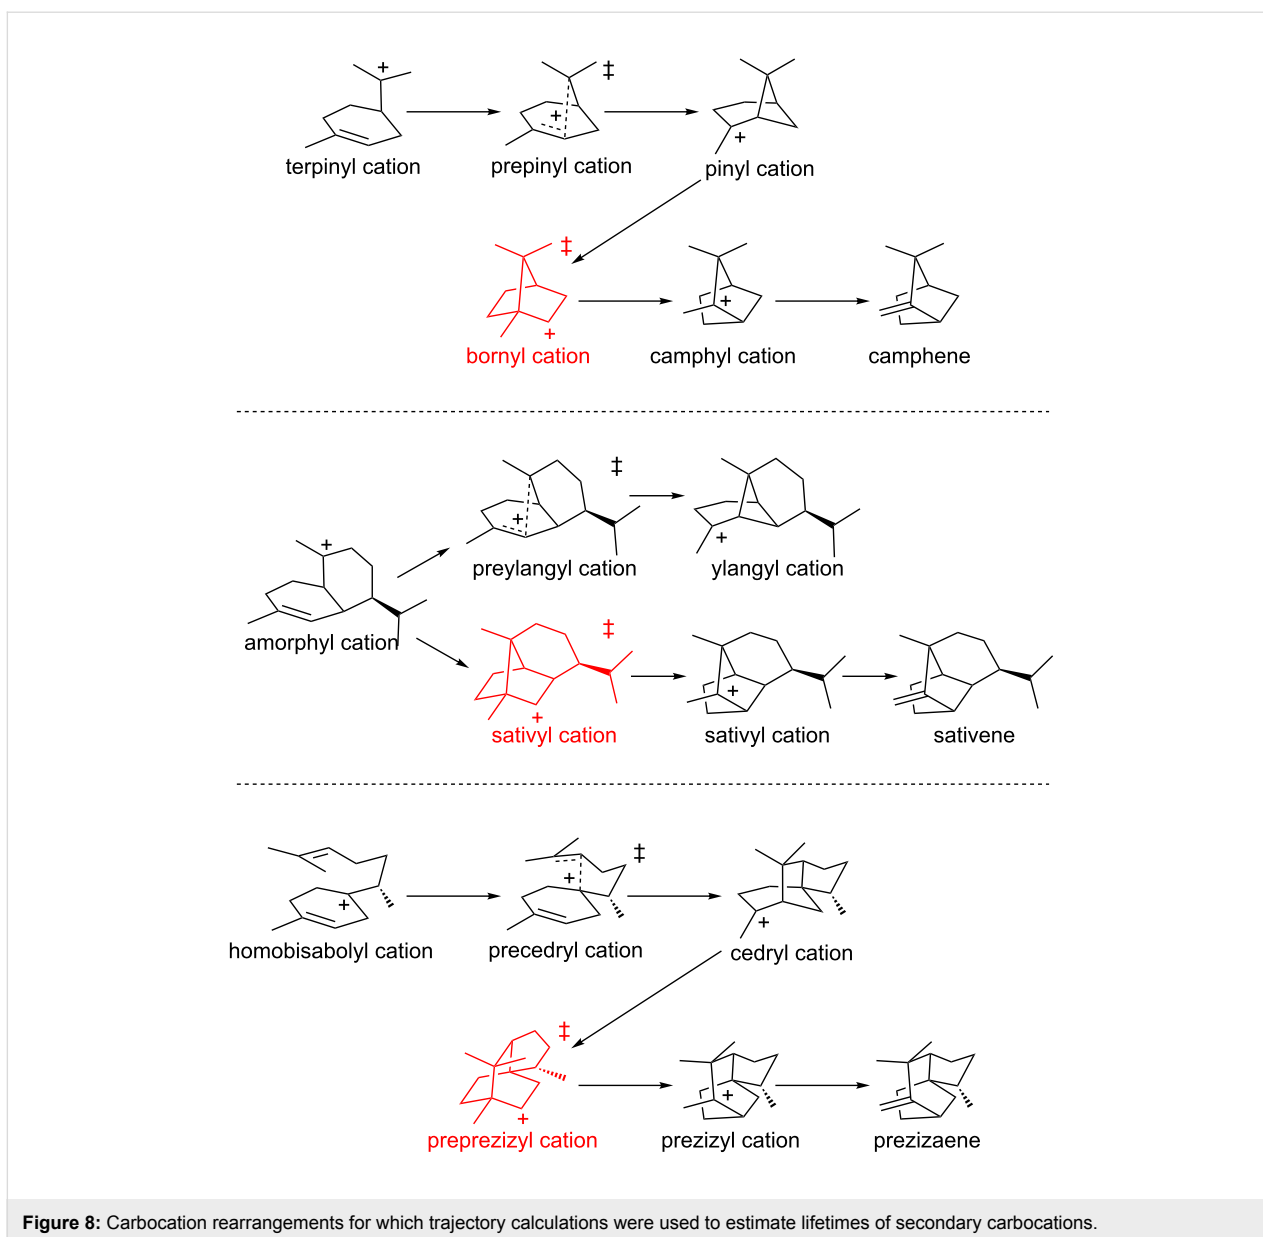 +
‡
+
+
terpinyl cation
prepinyl cation
pinyl cation
‡
+
+
bornyl cation
camphyl cation
camphene
‡
+
+
+
preylangyl cation
ylangyl cation
amorphyl cation
‡
+
+
sativyl cation
sativyl cation
sativene
‡
+
+
+
homobisabolyl cation
precedryl cation
cedryl cation
‡
+
+
preprezizyl cation
prezizyl cation
prezizaene
Figure 8: Carbocation rearrangements for which trajectory calculations were used to estimate lifetimes of secondary carbocations.